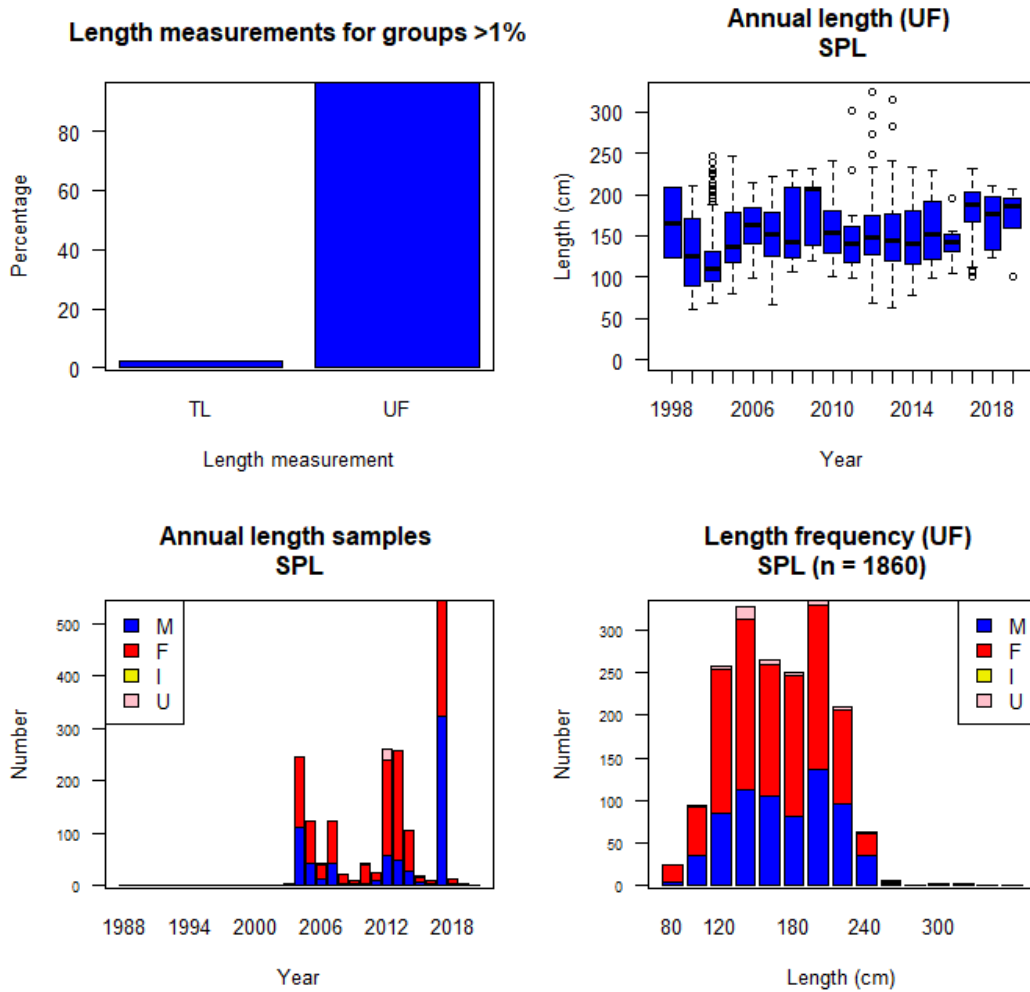 Length measurements for groups >1%
Percentage
80
60
40
20
0
TL
UF
Length measurement
Annual length (UF)
SPL
Length (cm)
300
250
200
150
100
50
0
1998
2006
2010
2014
2018
Year
Annual length samples
SPL
Number
500
400
300
200
100
0
M
F
I
U
1988
1994
2000
2006
2012
2018
Year
Length frequency (UF)
SPL (n = 1860)
Number
300
250
200
150
100
50
0
M
F
I
U
80
120
180
240
300
Length (cm)